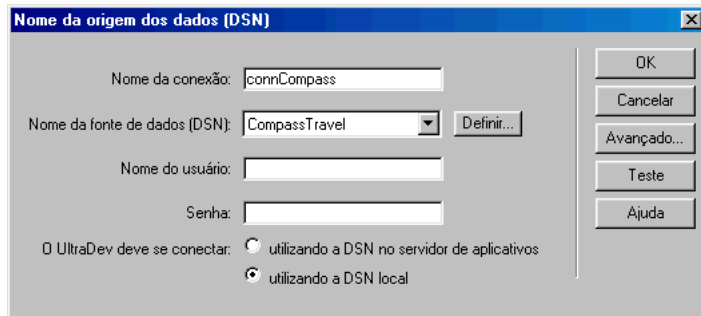 Nome da origem dos dados (DSN)
Nome da conexão: connCompass
Nome da fonte de dados (DSN): CompassTravel Definir...
Nome do usuário:
Senha:
O UltraDev deve se conectar: utilizando a DSN no servidor de aplicativos
utilizando a DSN local
OK
Cancelar
Avançado...
Teste
Ajuda